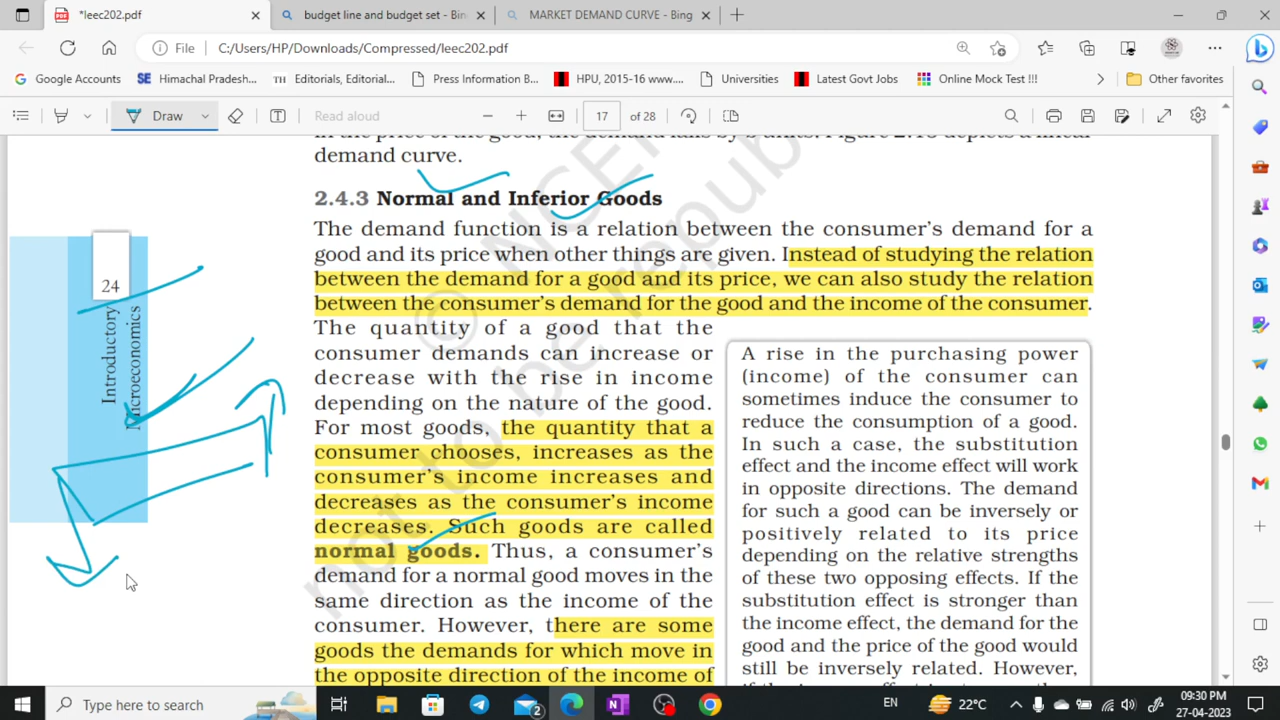 *leec202.pdf
budget line and budget set - Bin
MARKET DEMAND CURVE - Bing
File
C:/Users/HP/Downloads/Compressed/leec202.pdf
Google Accounts
SE Himachal Pradesh...
TH Editorials, Editorial...
Press Information B...
HPU, 2015-16 www....
Universities
Latest Govt Jobs
Online Mock Test !!!
Other favorites
Draw
Read aloud
17 of 28
demand curve.
2.4.3 Normal and Inferior Goods
The demand function is a relation between the consumer's demand for a
good and its price when other things are given. Instead of studying the relation
between the demand for a good and its price, we can also study the relation
between the consumer's demand for the good and the income of the consumer.
The quantity of a good that the
consumer demands can increase or
decrease with the rise in income
depending on the nature of the good.
For most goods, the quantity that a
consumer chooses, increases as the
consumer's income increases and
decreases as the consumer's income
decreases. Such goods are called
normal goods. Thus, a consumer's
demand for a normal good moves in the
same direction as the income of the
consumer. However, there are some
goods the demands for which move in
the opposite direction of the income of
A rise in the purchasing power
(income) of the consumer can
sometimes induce the consumer to
reduce the consumption of a good.
In such a case, the substitution
effect and the income effect will work
in opposite directions. The demand
for such a good can be inversely or
positively related to its price
depending on the relative strengths
of these two opposing effects. If the
substitution effect is stronger than
the income effect, the demand for the
good and the price of the good would
still be inversely related. However,
24
Introductory
Microeconomics
© NCERT
not to be republ
Type here to search
2
22°C
EN
09:30 PM
27-04-2023